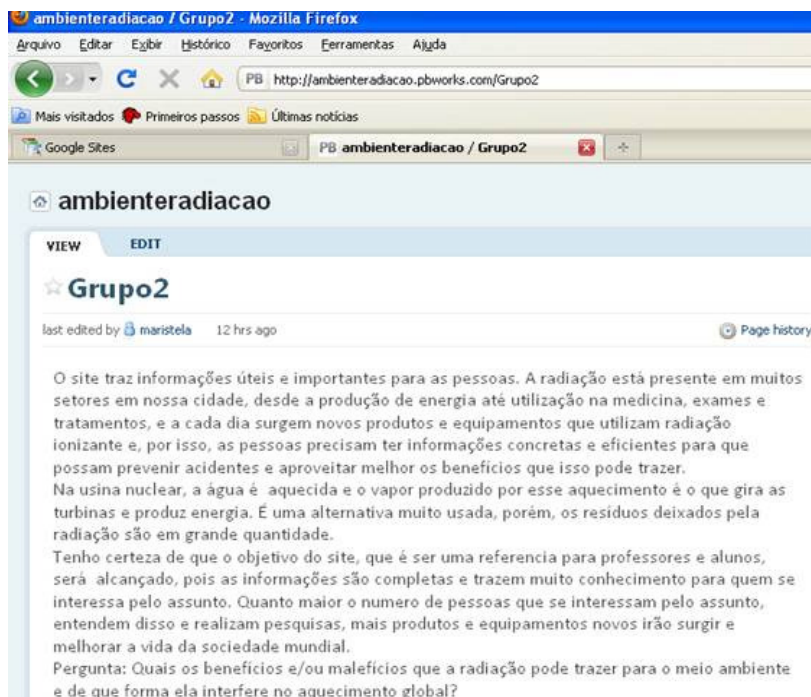 ambienteradiacao / Grupo2 - Mozilla Firefox
Arquivo Editar Exibir Histórico Favoritos Ferramentas Ajuda
PB http://ambienteradiacao.pbworks.com/Grupo2
Mais visitados Primeiros passos Últimas notícias
Google Sites PB ambienteradiacao / Grupo2
ambienteradiacao
VIEW EDIT
Grupo2
last edited by maristela 12 hrs ago Page history
O site traz informações úteis e importantes para as pessoas. A radiação está presente em muitos
setores em nossa cidade, desde a produção de energia até utilização na medicina, exames e
tratamentos, e a cada dia surgem novos produtos e equipamentos que utilizam radiação
ionizante e, por isso, as pessoas precisam ter informações concretas e eficientes para que
possam prevenir acidentes e aproveitar melhor os benefícios que isso pode trazer.
Na usina nuclear, a água é aquecida e o vapor produzido por esse aquecimento é o que gira as
turbinas e produz energia. É uma alternativa muito usada, porém, os resíduos deixados pela
radiação são em grande quantidade.
Tenho certeza de que o objetivo do site, que é ser uma referencia para professores e alunos,
será alcançado, pois as informações são completas e trazem muito conhecimento para quem se
interessa pelo assunto. Quanto maior o numero de pessoas que se interessam pelo assunto,
entendem disso e realizam pesquisas, mais produtos e equipamentos novos irão surgir e
melhorar a vida da sociedade mundial.
Pergunta: Quais os benefícios e/ou malefícios que a radiação pode trazer para o meio ambiente
e de que forma ela interfere no aquecimento global?